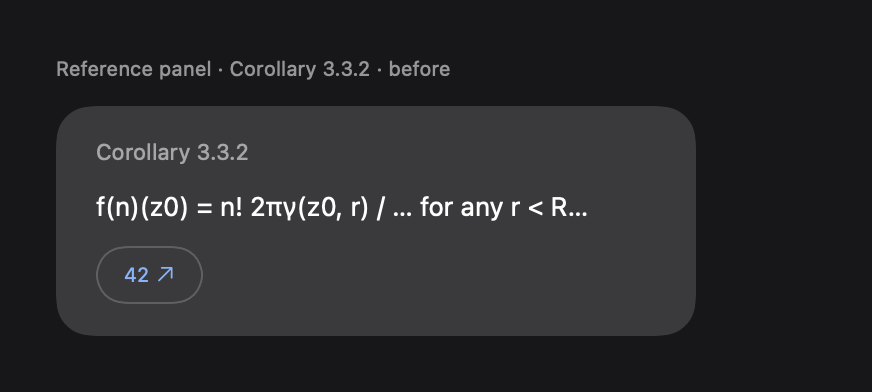 Reference panel · Corollary 3.3.2 · before
Corollary 3.3.2
f(n)(z0) = n! 2πγ(z0, r) / ... for any r < R...
42 ↗